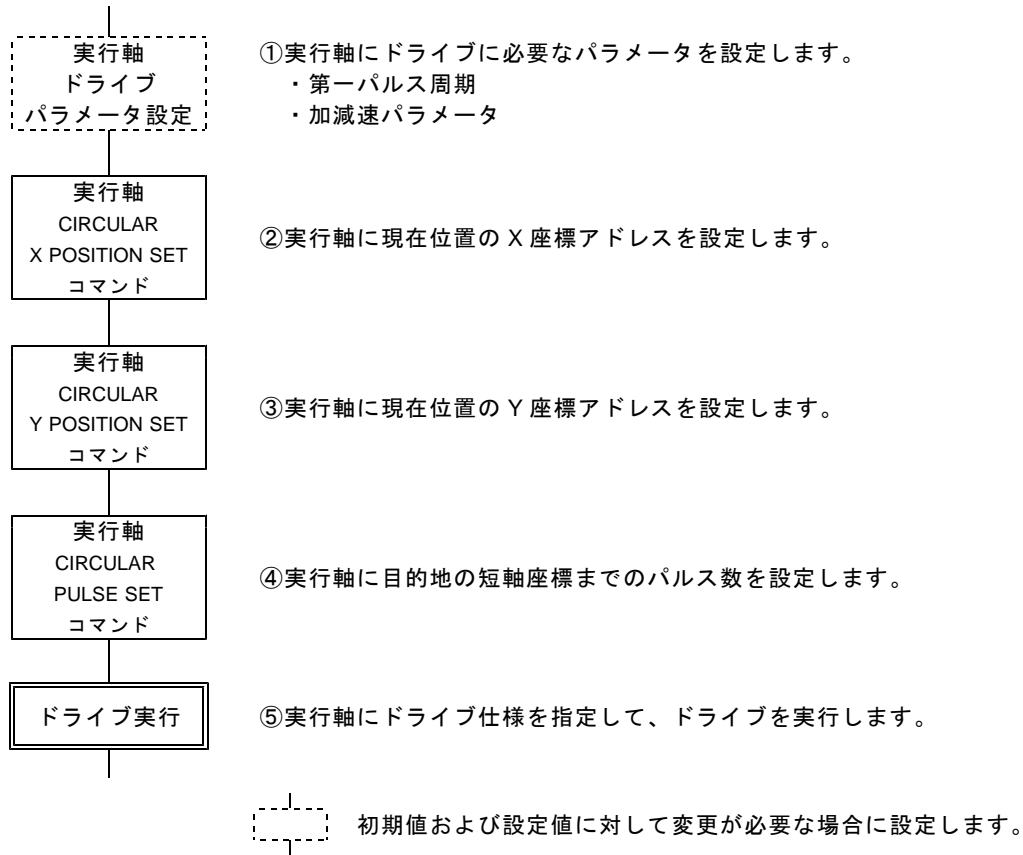 実行軸
ドライブ
パラメータ設定
①実行軸にドライブに必要なパラメータを設定します。
・第一パルス周期
・加減速パラメータ
実行軸
CIRCULAR
X POSITION SET
コマンド
②実行軸に現在位置の X 座標アドレスを設定します。
実行軸
CIRCULAR
Y POSITION SET
コマンド
③実行軸に現在位置の Y 座標アドレスを設定します。
実行軸
CIRCULAR
PULSE SET
コマンド
④実行軸に目的地の短軸座標までのパルス数を設定します。
ドライブ実行
⑤実行軸にドライブ仕様を指定して、ドライブを実行します。
初期値および設定値に対して変更が必要な場合に設定します。